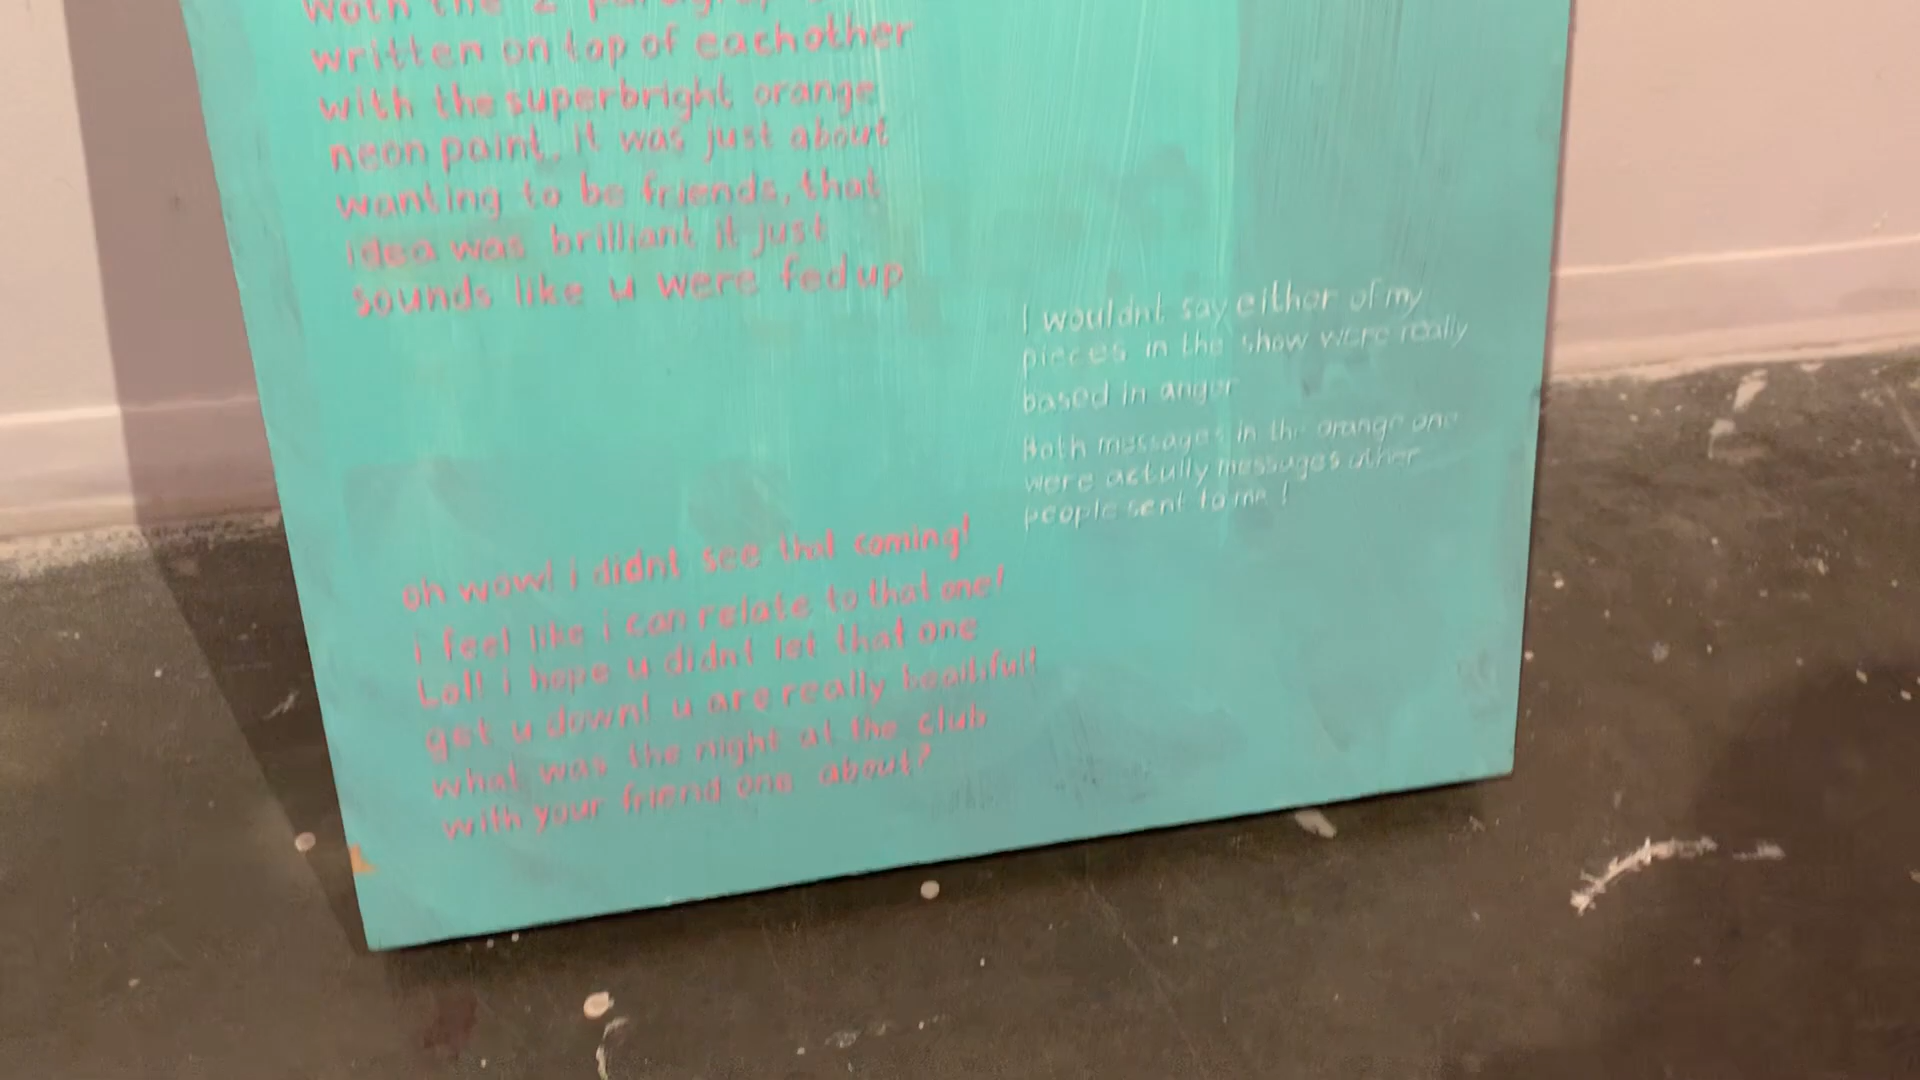 Woth the 2
written on top of eachother
with the superbright orange
neon paint, it was just about
wanting to be friends, that
idea was brilliant it just
sounds like u were fed up
I wouldnt say either of my
pieces in the show were really
based in anger
Both messages in the orange one
were actully messages other
people sent to me !
oh wow! i didnt see that coming!
i feel like i can relate to that one!
Lol! i hope u didnt let that one
get u down! u are really beaitiful!
what was the night at the club
with your friend one about?